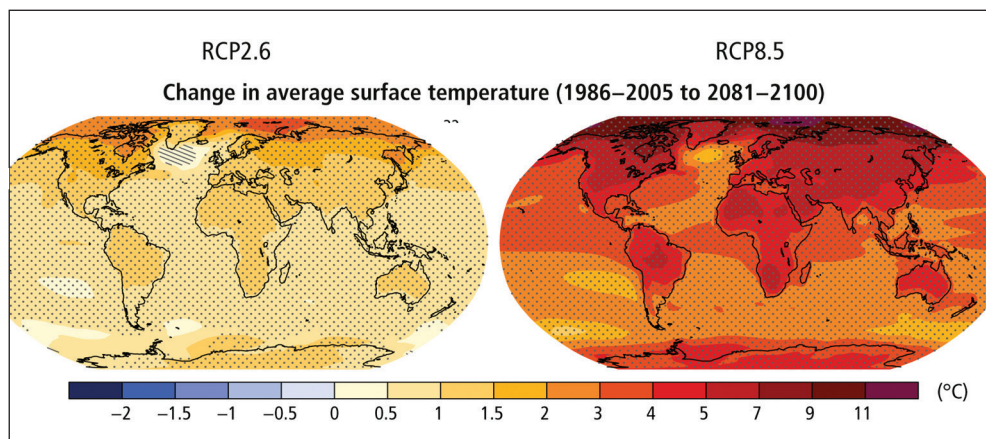 RCP2.6 RCP8.5
Change in average surface temperature (1986–2005 to 2081–2100)
−2 −1.5 −1 −0.5 0 0.5 1 1.5 2 3 4 5 7 9 11 (°C)